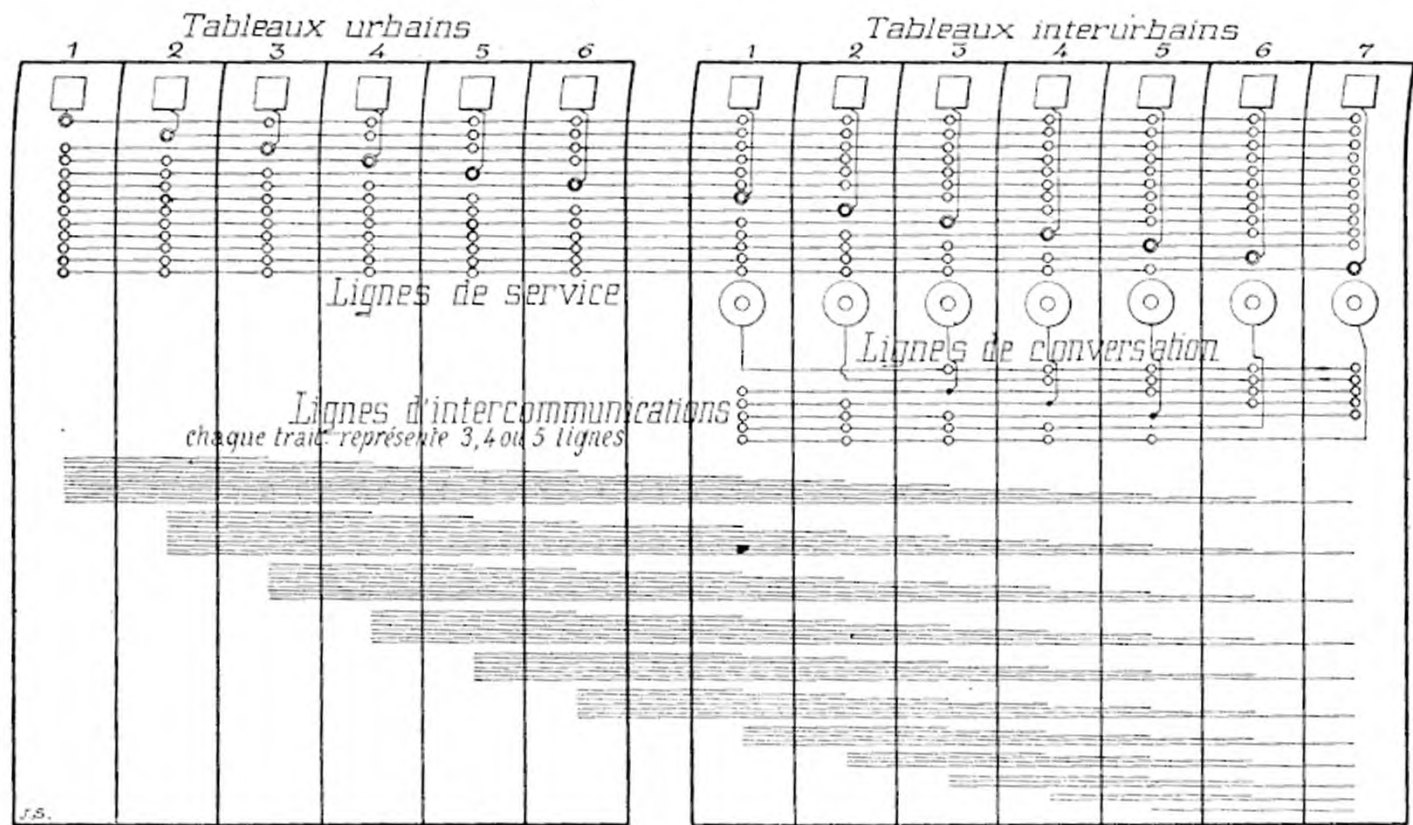 Tableaux urbains
1 2 3 4 5 6
Tableaux interurbains
1 2 3 4 5 6 7
Lignes de service
Lignes de conversation
Lignes d'intercommunications
chaque trait représente 3, 4 ou 5 lignes
J.S.